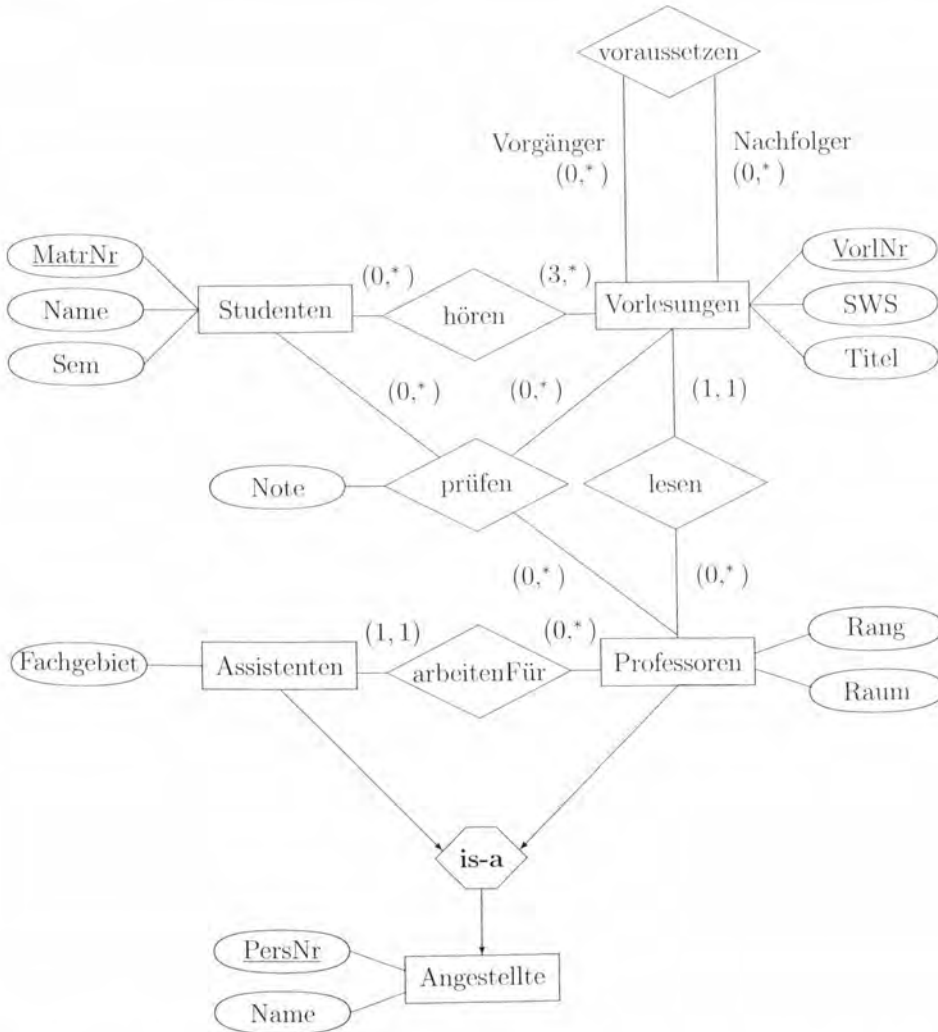 voraussetzen
Vorgänger
(0,*)
Nachfolger
(0,*)
MatrNr
Name
Sem
Studenten
(0,*)
hören
(3,*)
Vorlesungen
VorlNr
SWS
Titel
(0,*)
(0,*)
(1,1)
Note
prüfen
lesen
(0,*)
(0,*)
Fachgebiet
Assistenten
(1,1)
arbeitenFür
(0,*)
Professoren
Rang
Raum
is-a
PersNr
Name
Angestellte